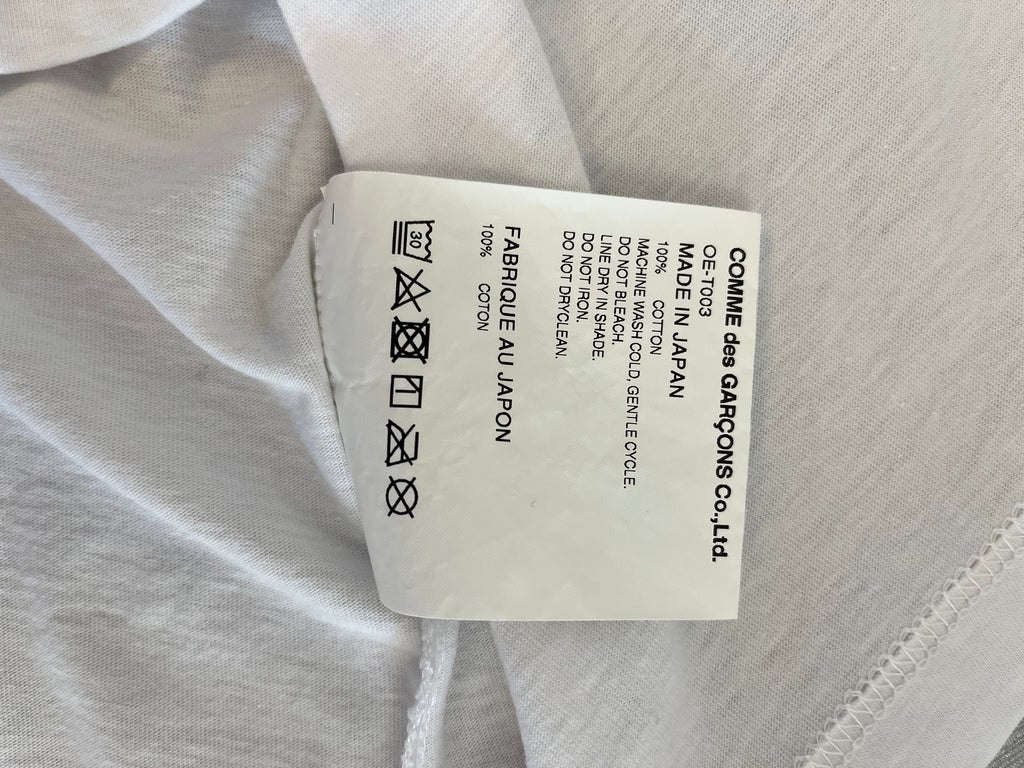 COMME des GARÇONS Co.,Ltd.
OE-T003
MADE IN JAPAN
100% COTTON
MACHINE WASH COLD, GENTLE CYCLE.
DO NOT BLEACH.
LINE DRY IN SHADE.
DO NOT IRON.
DO NOT DRYCLEAN.
FABRIQUE AU JAPON
100% COTON
30